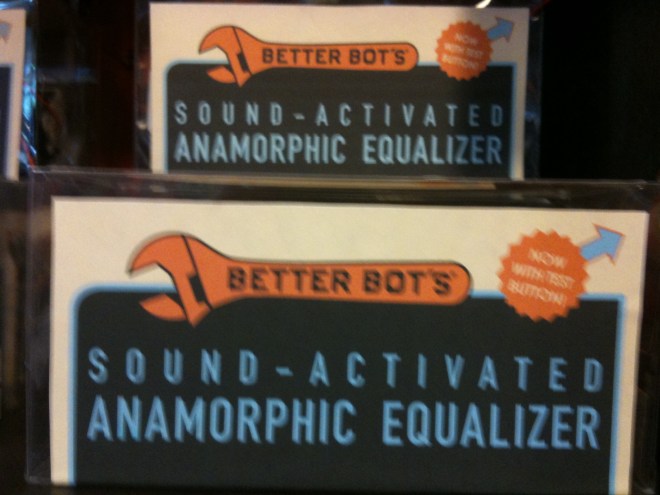 BETTER BOT'S
NOW
WITH TEST
BUTTON!
SOUND-ACTIVATED
ANAMORPHIC EQUALIZER
BETTER BOT'S
NOW
WITH TEST
BUTTON!
SOUND-ACTIVATED
ANAMORPHIC EQUALIZER